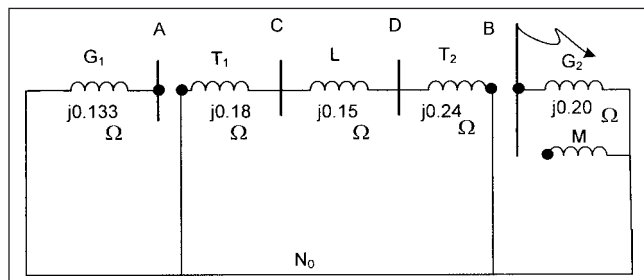 A C D B
G₁ T₁ L T₂ G₂
j0.133 Ω j0.18 Ω j0.15 Ω j0.24 Ω j0.20 Ω
M
N₀